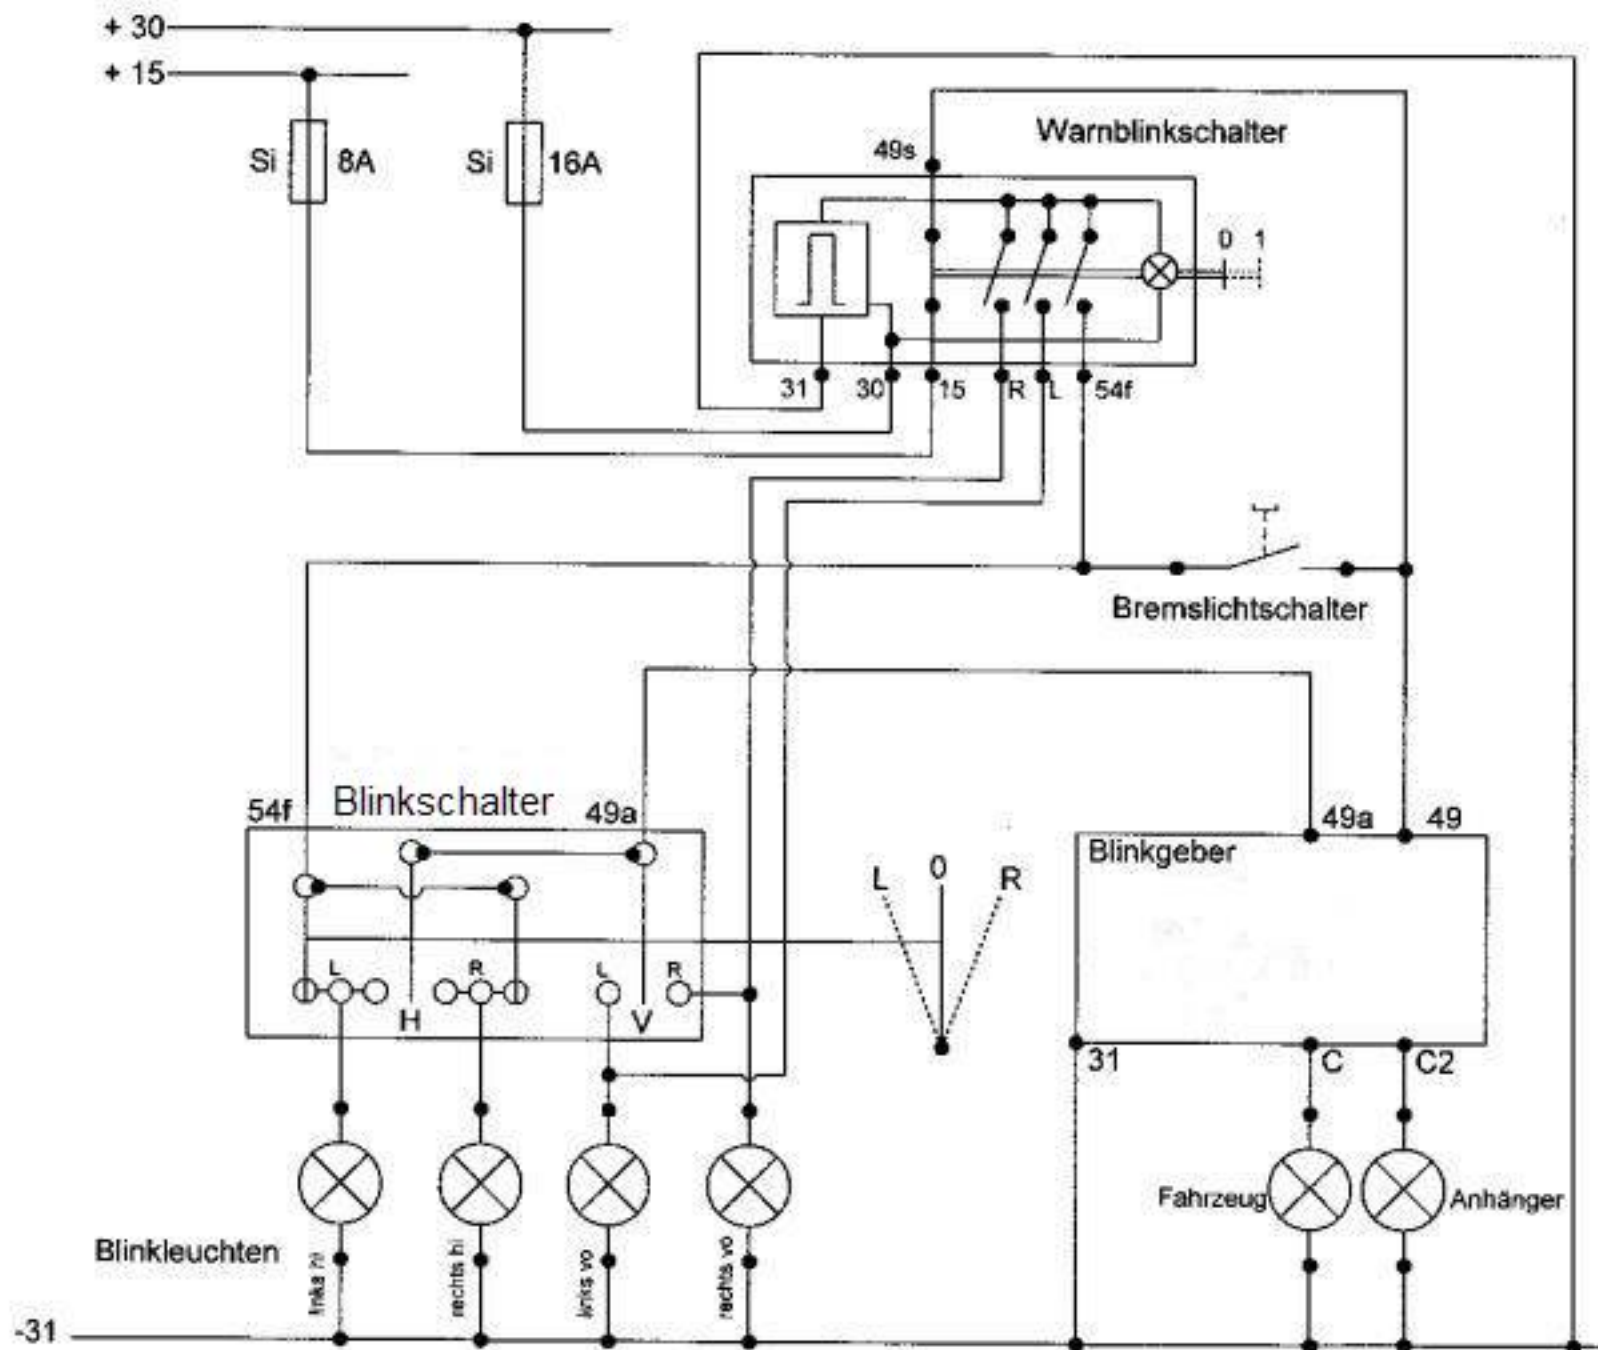 + 30
+ 15
Si 8A
Si 16A
Warnblinkschalter
49s
0 1
31 30 15 R L 54f
Bremslichtschalter
54f Blinkschalter 49a
49a 49
Blinkgeber
L 0 R
L R L R
H V
31 C C2
Fahrzeug
Anhänger
Blinkleuchten
links hi
rechts hi
links vo
rechts vo
-31